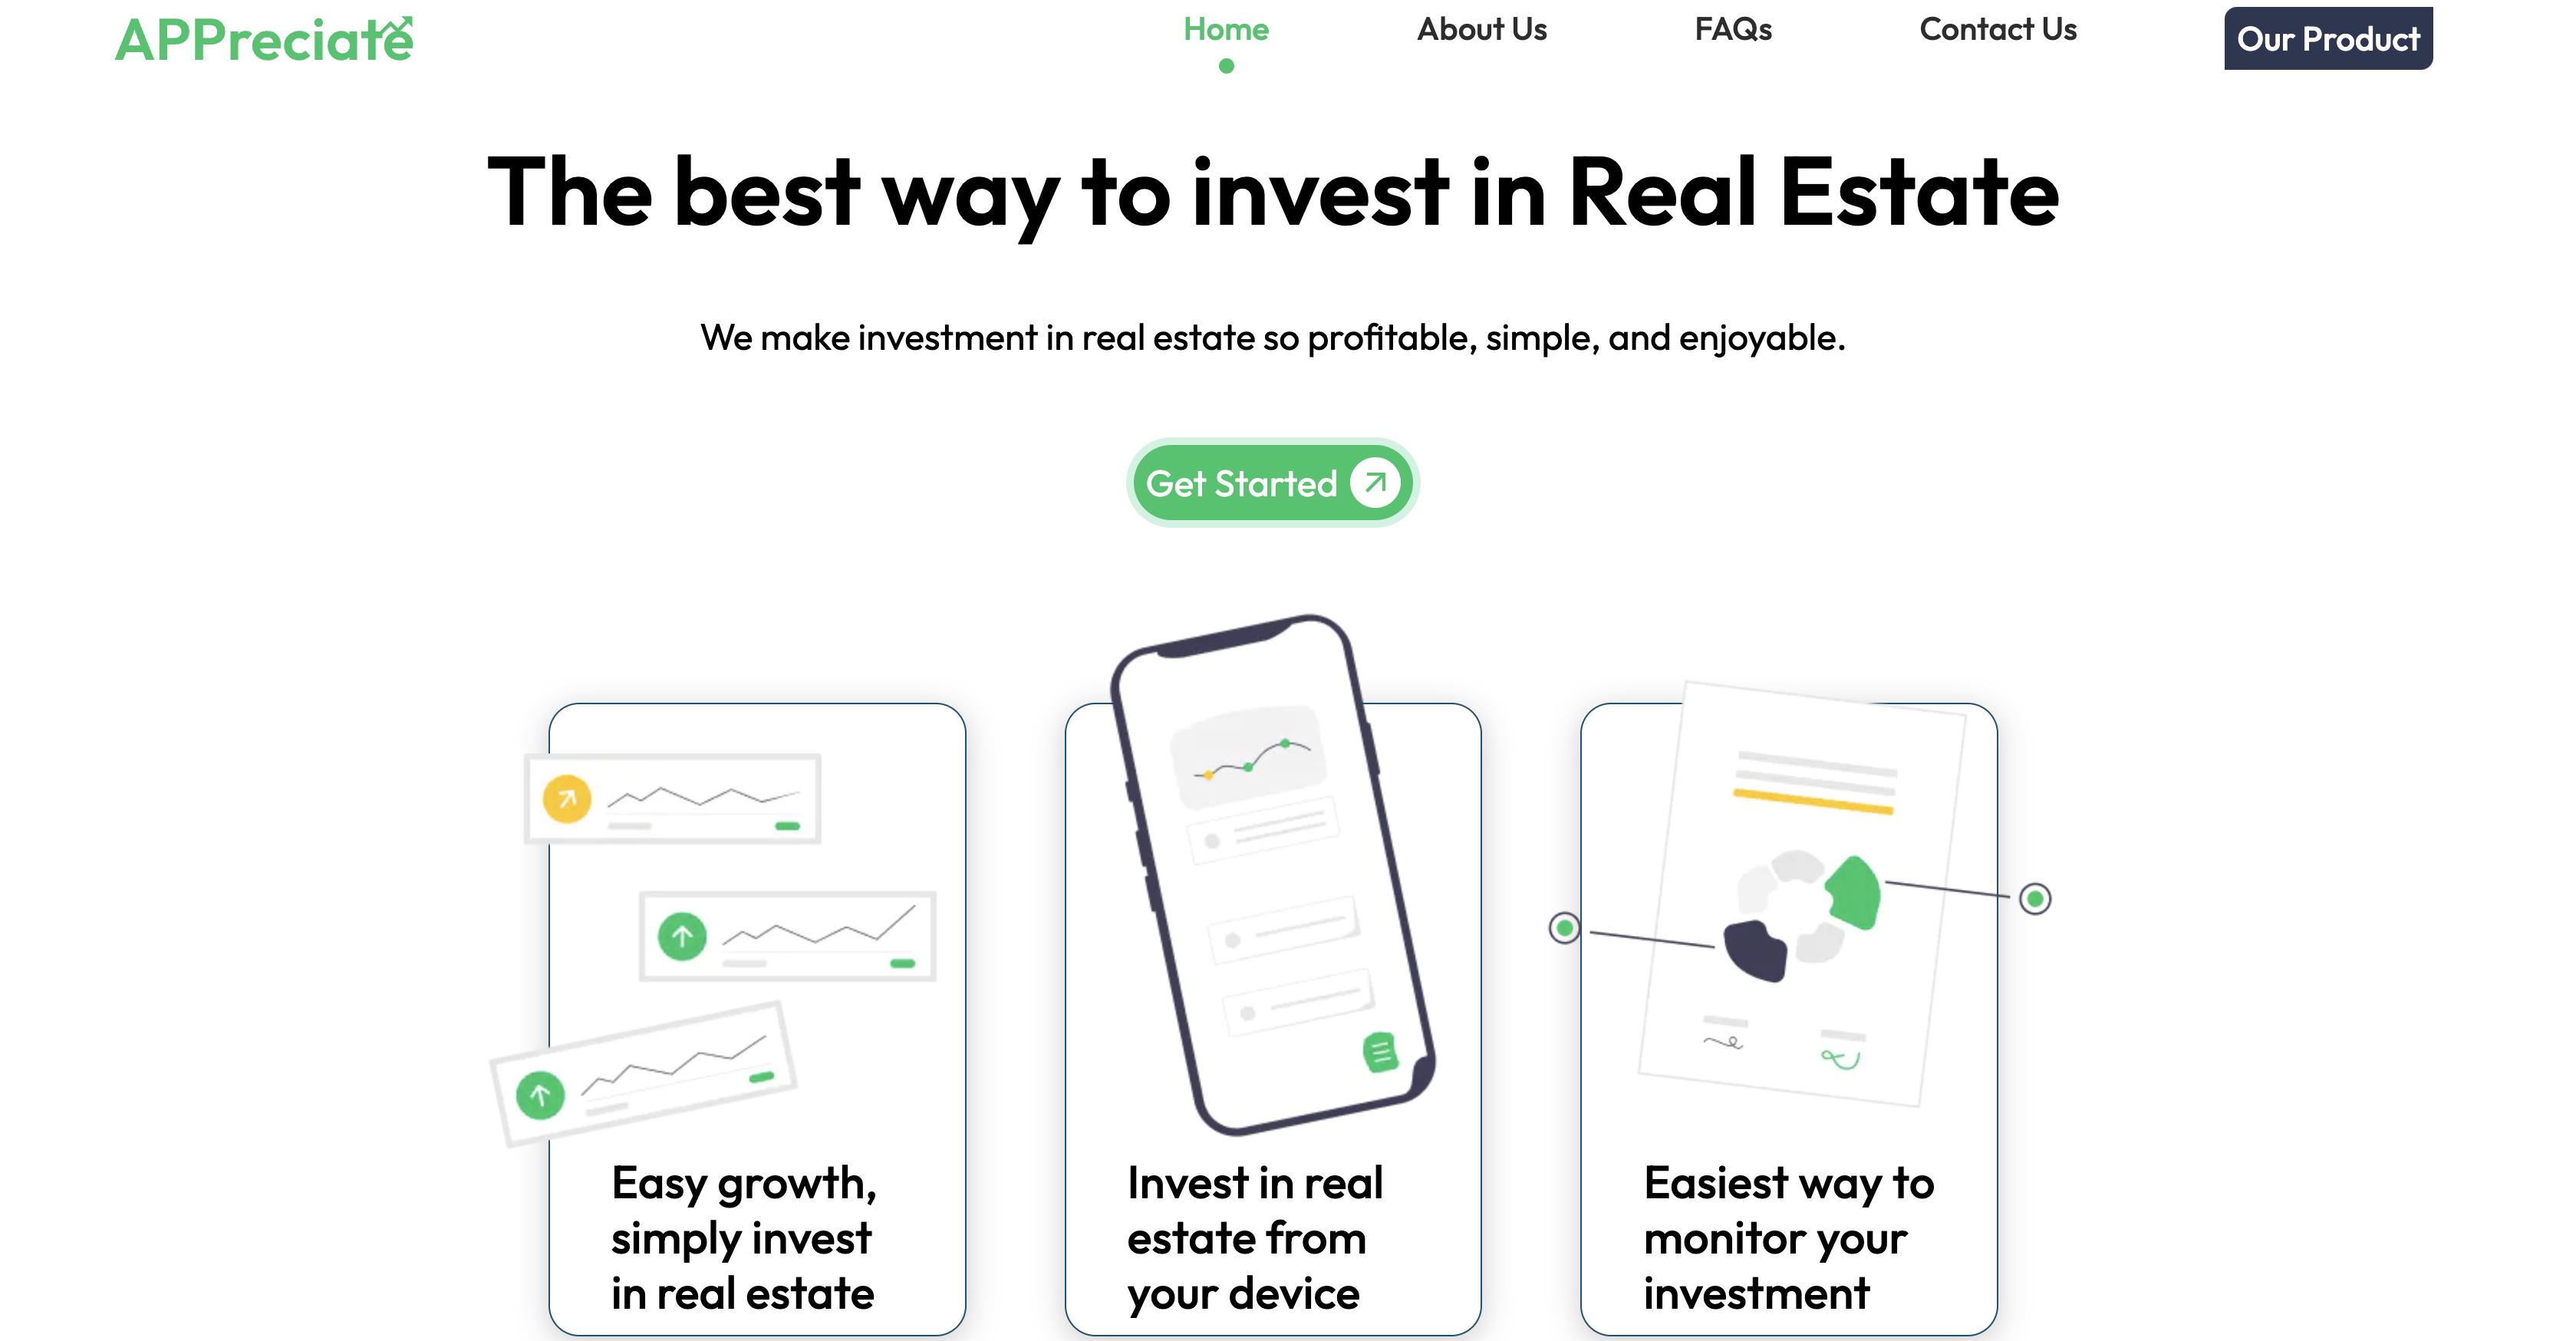 APPreciate
Home
About Us
FAQs
Contact Us
Our Product
The best way to invest in Real Estate
We make investment in real estate so profitable, simple, and enjoyable.
Get Started
Easy growth,
simply invest
in real estate
Invest in real
estate from
your device
Easiest way to
monitor your
investment